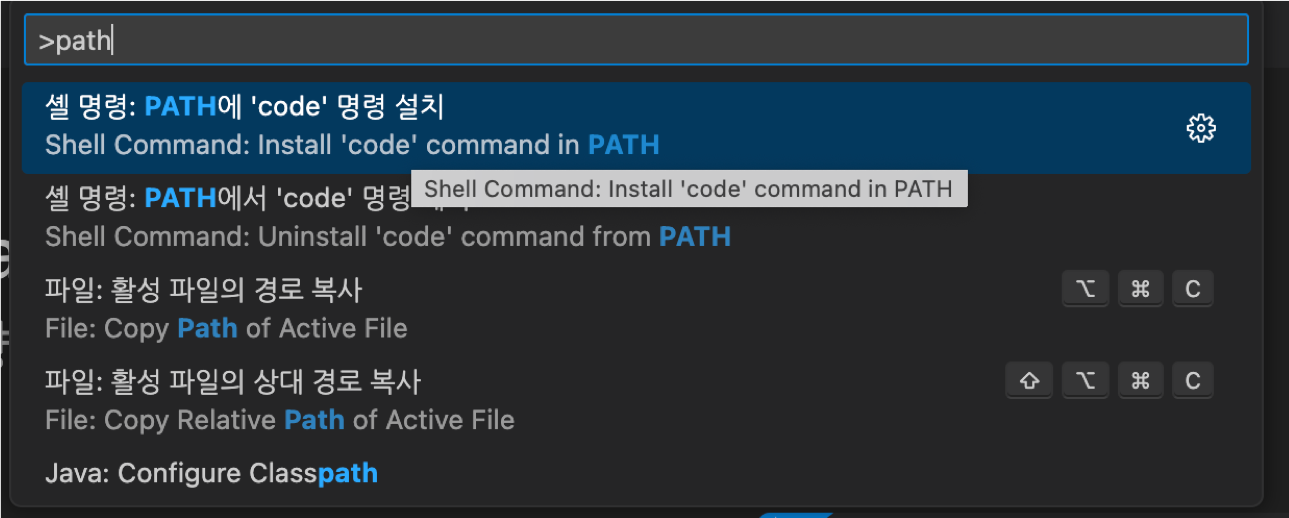 >path
셸 명령: PATH에 'code' 명령 설치
Shell Command: Install 'code' command in PATH
Shell Command: Install 'code' command in PATH
셸 명령: PATH에서 'code' 명령
Shell Command: Uninstall 'code' command from PATH
파일: 활성 파일의 경로 복사
⌥ ⌘ C
File: Copy Path of Active File
파일: 활성 파일의 상대 경로 복사
⇧ ⌥ ⌘ C
File: Copy Relative Path of Active File
Java: Configure Classpath